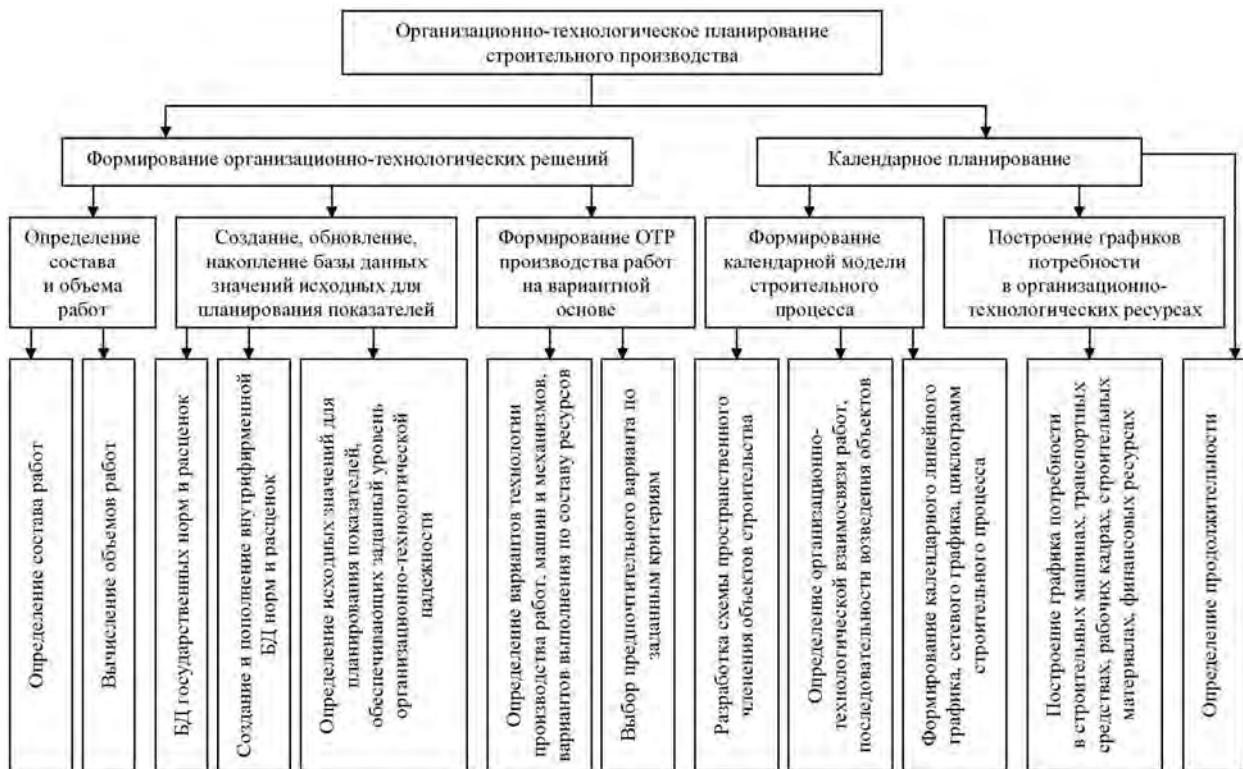 Организационно-технологическое планирование
строительного производства
Формирование организационно-технологических решений
Календарное планирование
Определение
состава
и объема
работ
Создание, обновление,
накопление базы данных
значений исходных для
планирования показателей
Формирование ОТР
производства работ
на вариантной
основе
Формирование
календарной модели
строительного
процесса
Построение графиков
потребности
в организационно-
технологических ресурсах
Определение состава работ
Вычисление объемов работ
БД государственных норм и расценок
Создание и пополнение внутрифирменной
БД норм и расценок
Определение исходных значений для
планирования показателей,
обеспечивающих заданный уровень
организационно-технологической
надежности
Определение вариантов технологии
производства работ, машин и механизмов,
вариантов выполнения по составу ресурсов
Выбор предпочтительного варианта по
заданным критериям
Разработка схемы пространственного
членения объектов строительства
Определение организационно-
технологической взаимосвязи работ,
последовательности возведения объектов
Формирование календарного линейного
графика, сетевого графика, циклограмм
строительного процесса
Построение графика потребности
в строительных машинах, транспортных
средствах, рабочих кадрах, строительных
материалах, финансовых ресурсах
Определение продолжительности